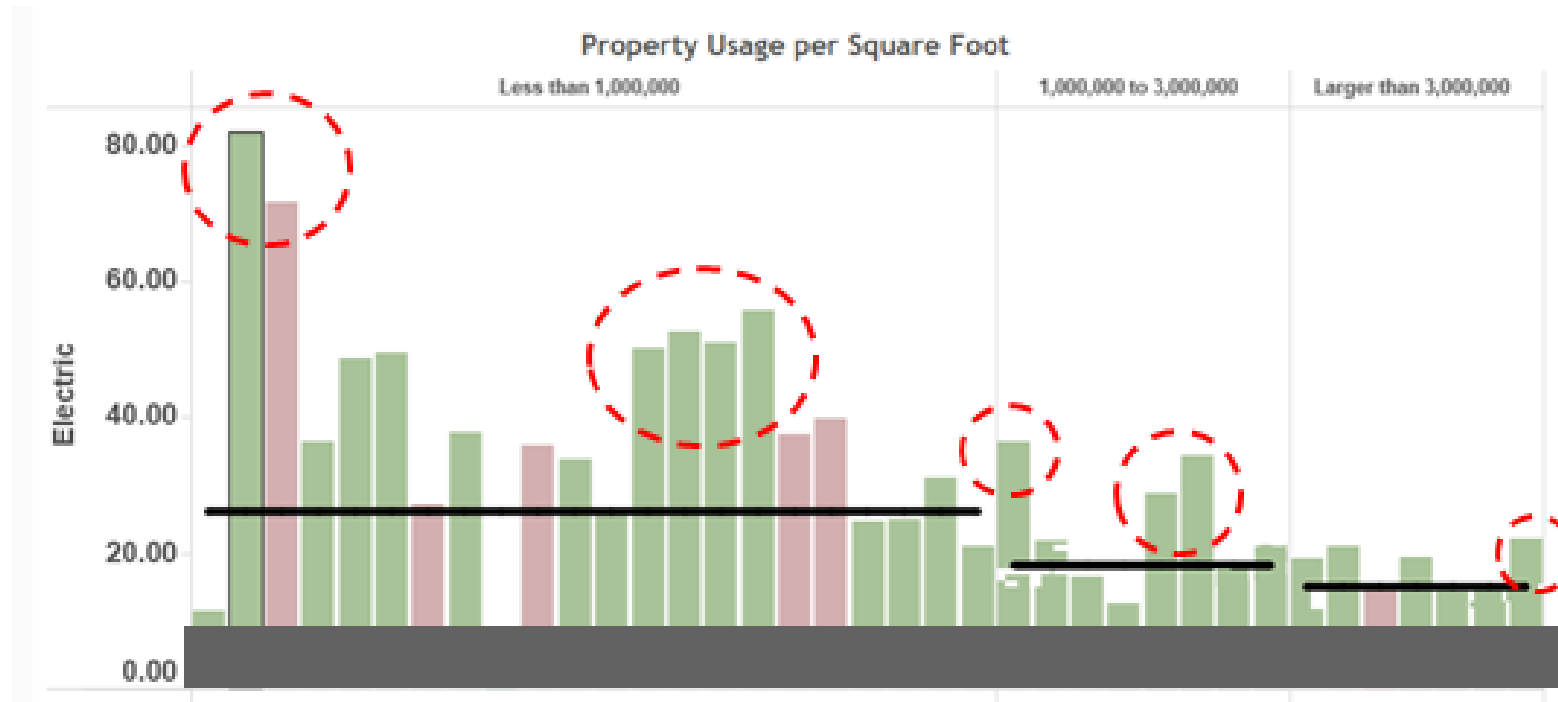 Property Usage per Square Foot
Less than 1,000,000
1,000,000 to 3,000,000
Larger than 3,000,000
80.00
60.00
40.00
20.00
0.00
Electric